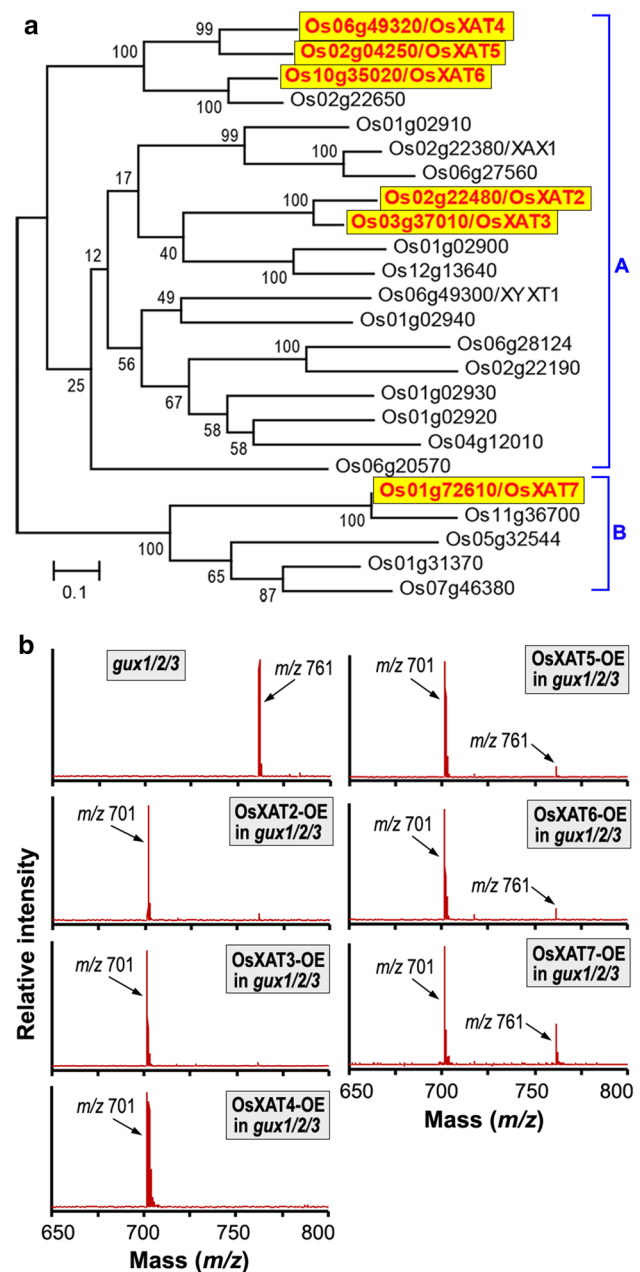 a
99
Os06g49320/OsXAT4
100
Os02g04250/OsXAT5
Os10g35020/OsXAT6
100
Os02g22650
99
Os01g02910
100
Os02g22380/XAX1
17
Os06g27560
100
Os02g22480/OsXAT2
Os03g37010/OsXAT3
12
40
Os01g02900
100
Os12g13640
A
49
Os06g49300/XYXT1
Os01g02940
56
100
Os06g28124
25
Os02g22190
67
Os01g02930
58
Os01g02920
58
Os04g12010
Os06g20570
Os01g72610/OsXAT7
100
Os11g36700
100
Os05g32544
B
65
Os01g31370
87
Os07g46380
0.1
b
gux1/2/3
m/z 761
OsXAT5-OE
in gux1/2/3
m/z 701
m/z 761
OsXAT2-OE
in gux1/2/3
m/z 701
OsXAT6-OE
in gux1/2/3
m/z 701
m/z 761
OsXAT3-OE
in gux1/2/3
m/z 701
OsXAT7-OE
in gux1/2/3
m/z 701
m/z 761
650 700 750 800
Mass (m/z)
OsXAT4-OE
in gux1/2/3
m/z 701
650 700 750 800
Mass (m/z)
Relative intensity